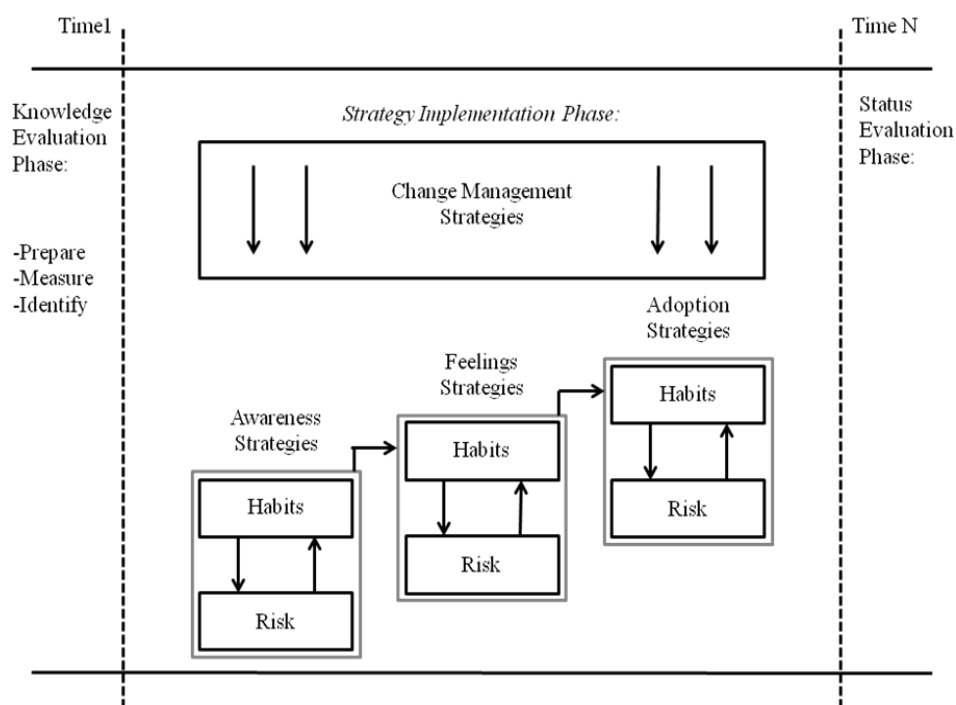 Time1
Time N
Knowledge
Evaluation
Phase:
-Prepare
-Measure
-Identify
Strategy Implementation Phase:
Change Management
Strategies
Status
Evaluation
Phase:
Awareness
Strategies
Habits
Risk
Feelings
Strategies
Habits
Risk
Adoption
Strategies
Habits
Risk